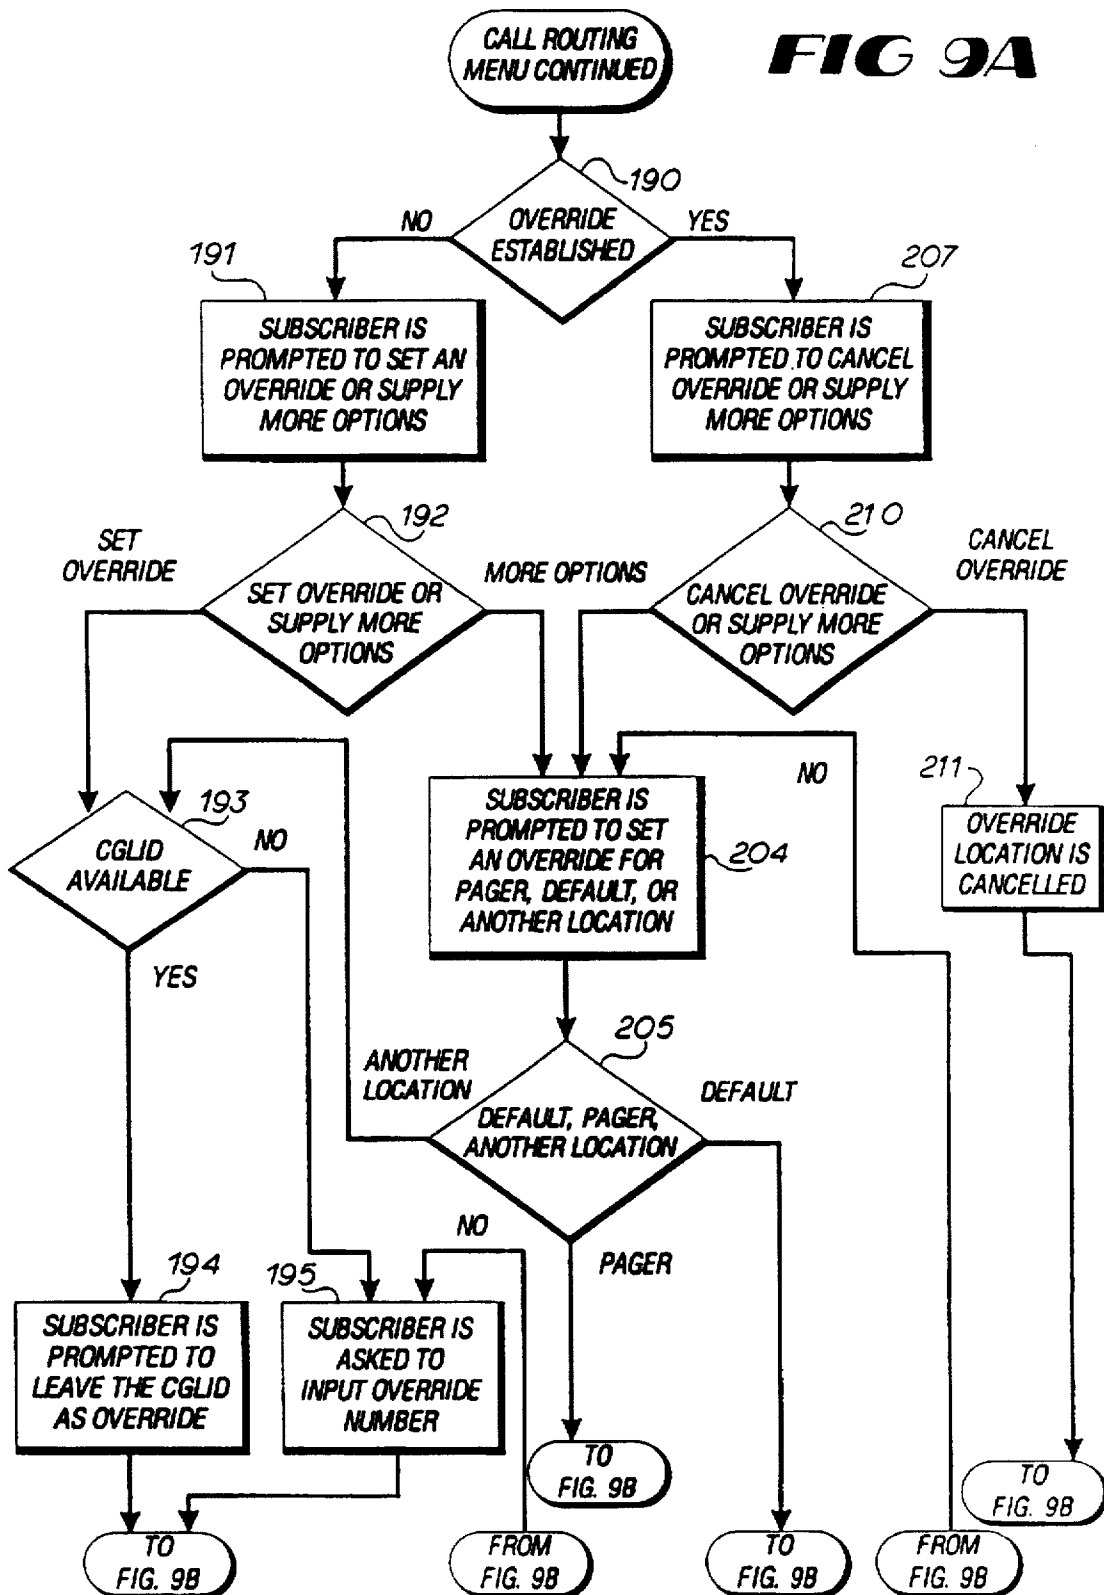 CALL ROUTING
MENU CONTINUED
FIG 9A
190
NO
OVERRIDE
ESTABLISHED
YES
191
207
SUBSCRIBER IS
PROMPTED TO SET AN
OVERRIDE OR SUPPLY
MORE OPTIONS
SUBSCRIBER IS
PROMPTED TO CANCEL
OVERRIDE OR SUPPLY
MORE OPTIONS
192
210
SET
OVERRIDE
SET OVERRIDE OR
SUPPLY MORE
OPTIONS
MORE OPTIONS
CANCEL OVERRIDE
OR SUPPLY MORE
OPTIONS
CANCEL
OVERRIDE
193
CGLID
AVAILABLE
NO
YES
SUBSCRIBER IS
PROMPTED TO SET
AN OVERRIDE FOR
PAGER, DEFAULT, OR
ANOTHER LOCATION
204
NO
211
OVERRIDE
LOCATION IS
CANCELLED
205
ANOTHER
LOCATION
DEFAULT, PAGER,
ANOTHER LOCATION
DEFAULT
NO
PAGER
194
SUBSCRIBER IS
PROMPTED TO
LEAVE THE CGLID
AS OVERRIDE
195
SUBSCRIBER IS
ASKED TO
INPUT OVERRIDE
NUMBER
TO
FIG. 9B
TO
FIG. 9B
TO
FIG. 9B
FROM
FIG. 9B
TO
FIG. 9B
FROM
FIG. 9B